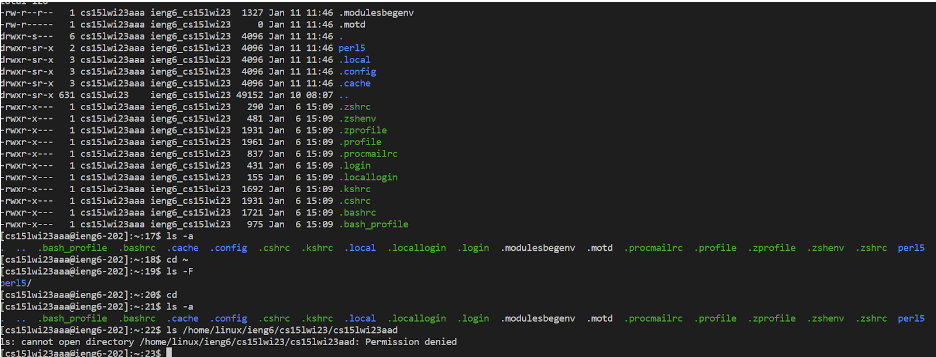 -rw-r--r--   1 cs15lwi23aaa ieng6_cs15lwi23  1327 Jan 11 11:46 .modulesbegenv
-rw-r-----   1 cs15lwi23aaa ieng6_cs15lwi23     0 Jan 11 11:46 .motd
drwxr-s---   6 cs15lwi23aaa ieng6_cs15lwi23  4096 Jan 11 11:46 .
drwxr-sr-x   2 cs15lwi23aaa ieng6_cs15lwi23  4096 Jan 11 11:46 perl5
drwxr-sr-x   3 cs15lwi23aaa ieng6_cs15lwi23  4096 Jan 11 11:46 .local
drwxr-sr-x   3 cs15lwi23aaa ieng6_cs15lwi23  4096 Jan 11 11:46 .config
drwxr-sr-x   3 cs15lwi23aaa ieng6_cs15lwi23  4096 Jan 11 11:46 .cache
drwxr-sr-x 631 cs15lwi23    ieng6_cs15lwi23 49152 Jan 10 08:07 ..
-rwxr-x---   1 cs15lwi23aaa ieng6_cs15lwi23   290 Jan  6 15:09 .zshrc
-rwxr-x---   1 cs15lwi23aaa ieng6_cs15lwi23   481 Jan  6 15:09 .zshenv
-rwxr-x---   1 cs15lwi23aaa ieng6_cs15lwi23  1931 Jan  6 15:09 .zprofile
-rwxr-x---   1 cs15lwi23aaa ieng6_cs15lwi23  1961 Jan  6 15:09 .profile
-rwxr-x---   1 cs15lwi23aaa ieng6_cs15lwi23   837 Jan  6 15:09 .procmailrc
-rwxr-x---   1 cs15lwi23aaa ieng6_cs15lwi23   431 Jan  6 15:09 .login
-rwxr-x---   1 cs15lwi23aaa ieng6_cs15lwi23   155 Jan  6 15:09 .locallogin
-rwxr-x---   1 cs15lwi23aaa ieng6_cs15lwi23  1692 Jan  6 15:09 .kshrc
-rwxr-x---   1 cs15lwi23aaa ieng6_cs15lwi23  1931 Jan  6 15:09 .cshrc
-rwxr-x---   1 cs15lwi23aaa ieng6_cs15lwi23  1721 Jan  6 15:09 .bashrc
-rwxr-x---   1 cs15lwi23aaa ieng6_cs15lwi23   975 Jan  6 15:09 .bash_profile
[cs15lwi23aaa@ieng6-202]:~:17$ ls -a
.  ..  .bash_profile  .bashrc  .cache  .config  .cshrc  .kshrc  .local  .locallogin  .login  .modulesbegenv  .motd  .procmailrc  .profile  .zprofile  .zshenv  .zshrc  perl5
[cs15lwi23aaa@ieng6-202]:~:18$ cd ~
[cs15lwi23aaa@ieng6-202]:~:19$ ls -F
perl5/
[cs15lwi23aaa@ieng6-202]:~:20$ cd
[cs15lwi23aaa@ieng6-202]:~:21$ ls -a
.  ..  .bash_profile  .bashrc  .cache  .config  .cshrc  .kshrc  .local  .locallogin  .login  .modulesbegenv  .motd  .procmailrc  .profile  .zprofile  .zshenv  .zshrc  perl5
[cs15lwi23aaa@ieng6-202]:~:22$ ls /home/linux/ieng6/cs15lwi23/cs15lwi23aad
ls: cannot open directory /home/linux/ieng6/cs15lwi23/cs15lwi23aad: Permission denied
[cs15lwi23aaa@ieng6-202]:~:23$